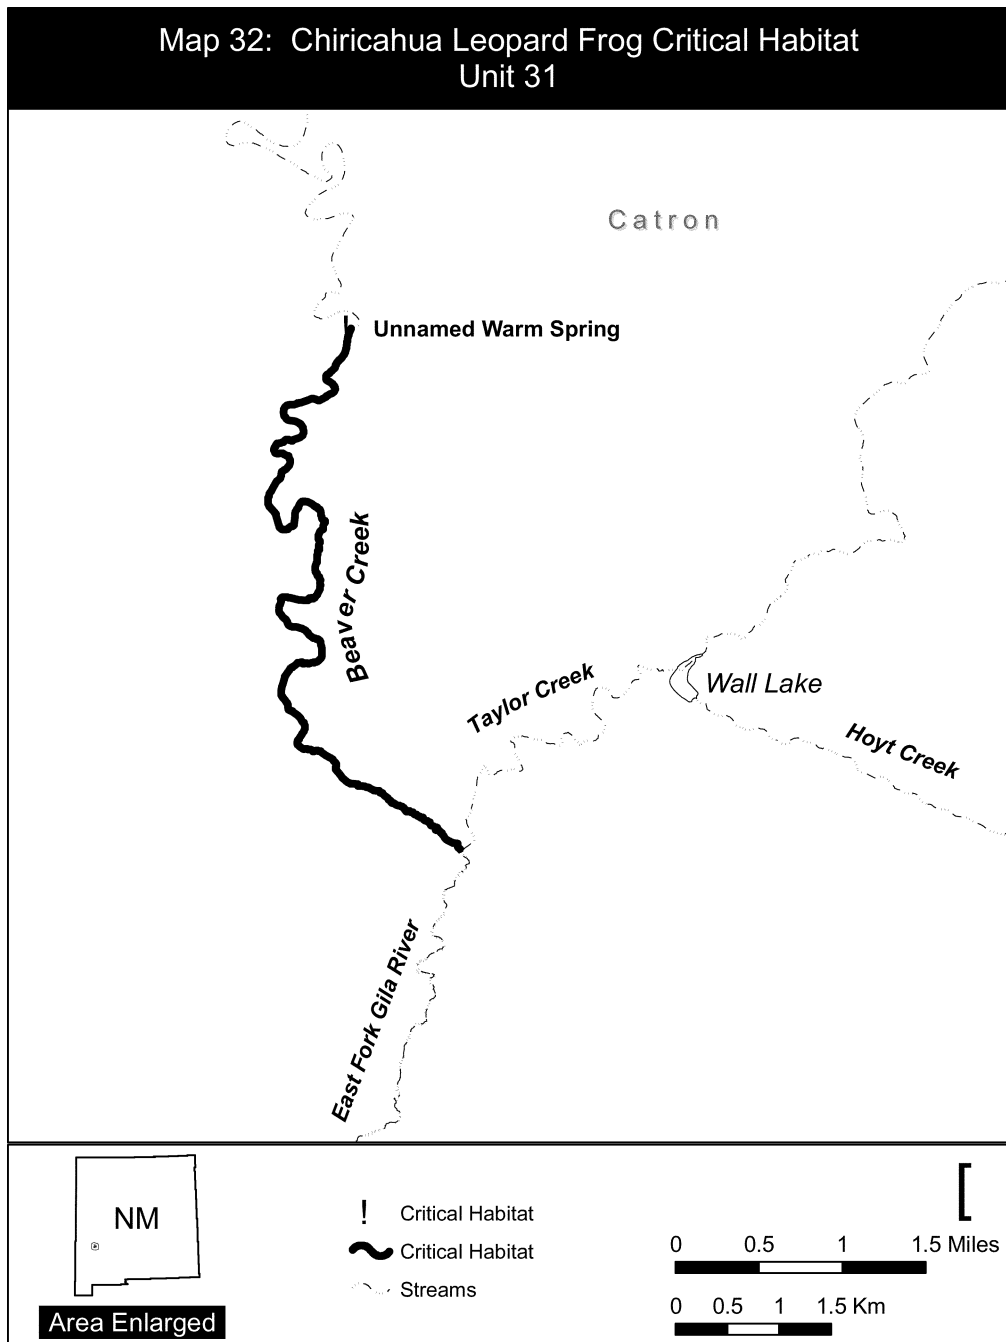 Map 32: Chiricahua Leopard Frog Critical Habitat
Unit 31
Catron
Unnamed Warm Spring
Beaver Creek
Taylor Creek
Wall Lake
Hoyt Creek
East Fork Gila River
NM
Area Enlarged
! Critical Habitat
Critical Habitat
Streams
[
0 0.5 1 1.5 Miles
0 0.5 1 1.5 Km